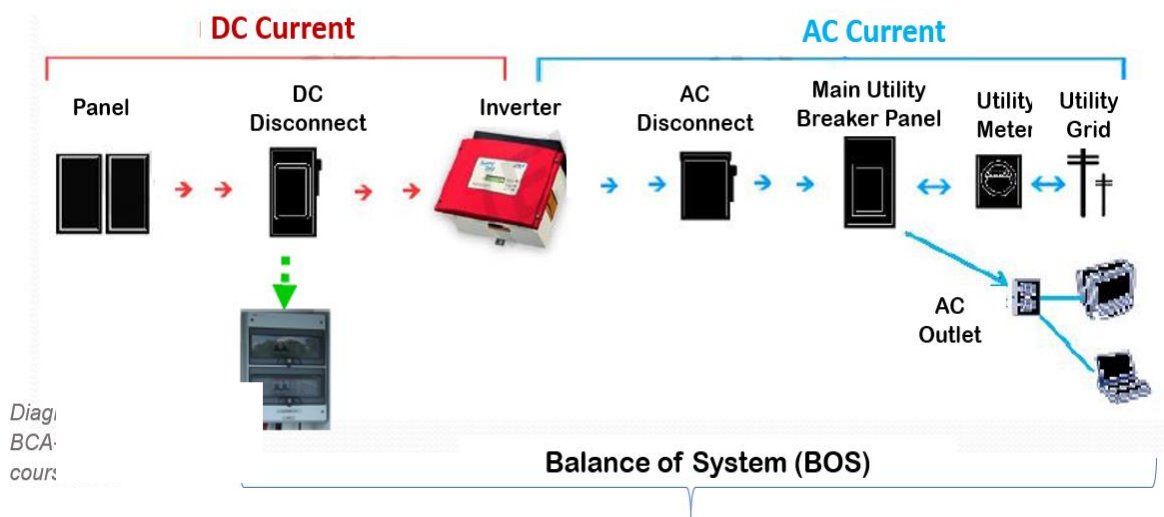 DC Current
AC Current
Panel
DC
Disconnect
Inverter
AC
Disconnect
Main Utility
Breaker Panel
Utility
Meter
Utility
Grid
AC
Outlet
Balance of System (BOS)